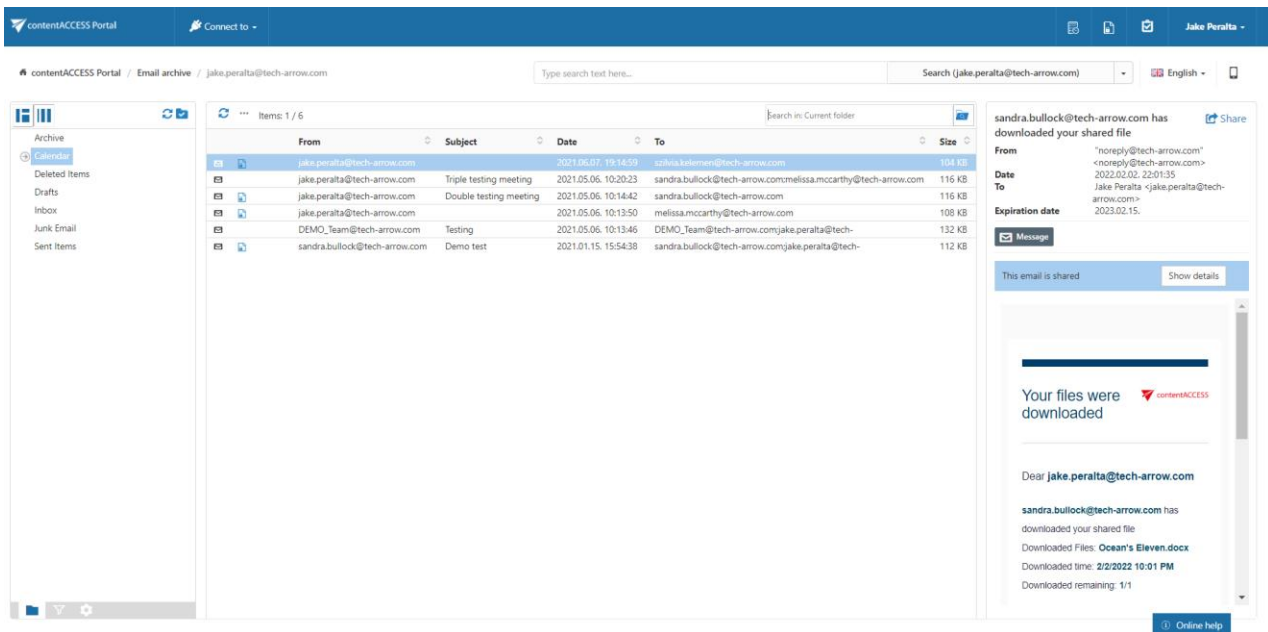 contentACCESS Portal
Connect to
Jake Peralta
contentACCESS Portal / Email archive / jake.peralta@tech-arrow.com
Type search text here...
Search (jake.peralta@tech-arrow.com)
English
Archive
Calendar
Deleted Items
Drafts
Inbox
Junk Email
Sent Items
Items: 1 / 6
Search in: Current folder
From Subject Date To Size
jake.peralta@tech-arrow.com 2021.06.07. 19:14:59 szilvia.kelemen@tech-arrow.com 104 KB
jake.peralta@tech-arrow.com Triple testing meeting 2021.05.06. 10:20:23 sandra.bullock@tech-arrow.com;melissa.mccarthy@tech-arrow.com 116 KB
jake.peralta@tech-arrow.com Double testing meeting 2021.05.06. 10:14:42 sandra.bullock@tech-arrow.com 116 KB
jake.peralta@tech-arrow.com 2021.05.06. 10:13:50 melissa.mccarthy@tech-arrow.com 108 KB
DEMO_Team@tech-arrow.com Testing 2021.05.06. 10:13:46 DEMO_Team@tech-arrow.com;jake.peralta@tech- 132 KB
sandra.bullock@tech-arrow.com Demo test 2021.01.15. 15:54:38 sandra.bullock@tech-arrow.com;jake.peralta@tech- 112 KB
sandra.bullock@tech-arrow.com has
downloaded your shared file
Share
From "noreply@tech-arrow.com"
<noreply@tech-arrow.com>
Date 2022.02.02. 22:01:35
To Jake Peralta <jake.peralta@tech-
arrow.com>
Expiration date 2023.02.15.
Message
This email is shared
Show details
Your files were
downloaded
contentACCESS
Dear jake.peralta@tech-arrow.com
sandra.bullock@tech-arrow.com has
downloaded your shared file
Downloaded Files: Ocean's Eleven.docx
Downloaded time: 2/2/2022 10:01 PM
Downloaded remaining: 1/1
Online help